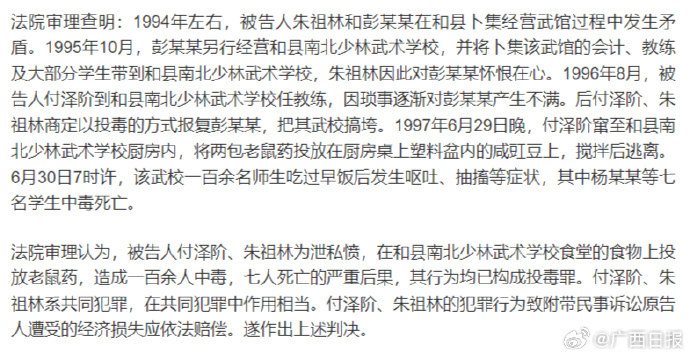 法院审理查明：1994年左右，被告人朱祖林和彭某某在和县卜集经营武馆过程中发生矛
盾。1995年10月，彭某某另行经营和县南北少林武术学校，并将卜集该武馆的会计、教练
及大部分学生带到和县南北少林武术学校，朱祖林因此对彭某某怀恨在心。1996年8月，被
告人付泽阶到和县南北少林武术学校任教练，因琐事逐渐对彭某某产生不满。后付泽阶、朱
祖林商定以投毒的方式报复彭某某，把其武校搞垮。1997年6月29日晚，付泽阶窜至和县南
北少林武术学校厨房内，将两包老鼠药投放在厨房桌上塑料盆内的咸豇豆上，搅拌后逃离。
6月30日7时许，该武校一百余名师生吃过早饭后发生呕吐、抽搐等症状，其中杨某某等七
名学生中毒死亡。
法院审理认为，被告人付泽阶、朱祖林为泄私愤，在和县南北少林武术学校食堂的食物上投
放老鼠药，造成一百余人中毒，七人死亡的严重后果，其行为均已构成投毒罪。付泽阶、朱
祖林系共同犯罪，在共同犯罪中作用相当。付泽阶、朱祖林的犯罪行为致附带民事诉讼原告
人遭受的经济损失应依法赔偿。遂作出上述判决。
@广西日报